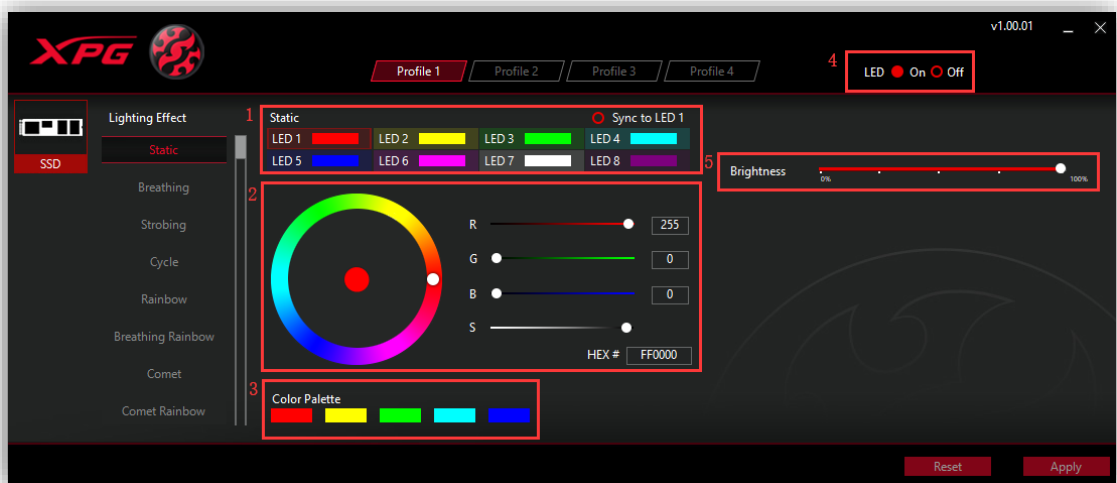 v1.00.01
XPG
Profile 1 Profile 2 Profile 3 Profile 4
4
LED On Off
SSD
Lighting Effect
Static
Breathing
Strobing
Cycle
Rainbow
Breathing Rainbow
Comet
Comet Rainbow
1
Static Sync to LED 1
LED 1 LED 2 LED 3 LED 4
LED 5 LED 6 LED 7 LED 8
2
R 255
G 0
B 0
S
HEX # FF0000
3
Color Palette
5
Brightness
0% 100%
Reset Apply